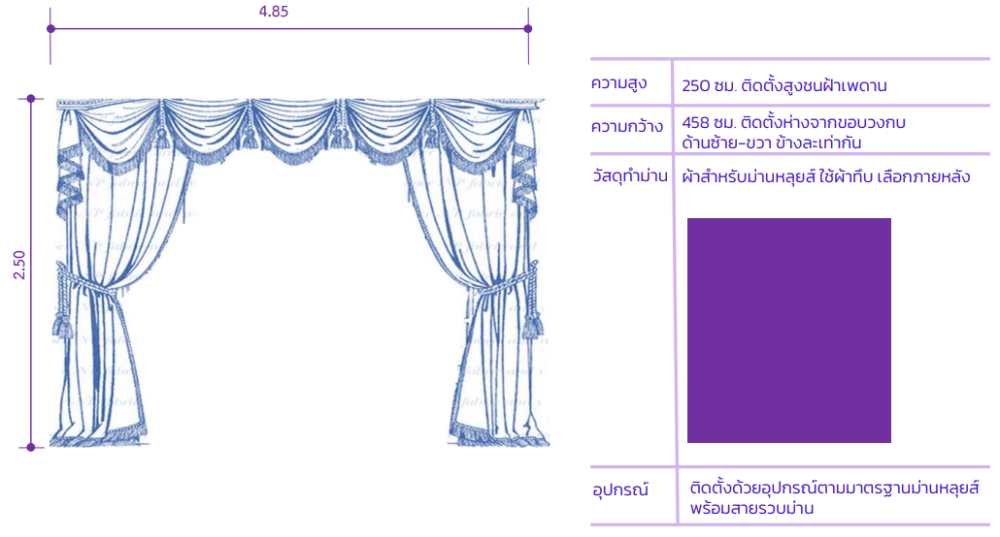 4.85
2.50
ความสูง
250 ซม. ติดตั้งสูงชนฝ้าเพดาน
ความกว้าง
458 ซม. ติดตั้งห่างจากขอบวงกบ
ด้านซ้าย-ขวา ข้างละเท่ากัน
วัสดุทำม่าน
ผ้าสำหรับม่านหลุยส์ ใช้ผ้าทึบ เลือกภายหลัง
อุปกรณ์
ติดตั้งด้วยอุปกรณ์ตามมาตรฐานม่านหลุยส์
พร้อมสายรวบม่าน